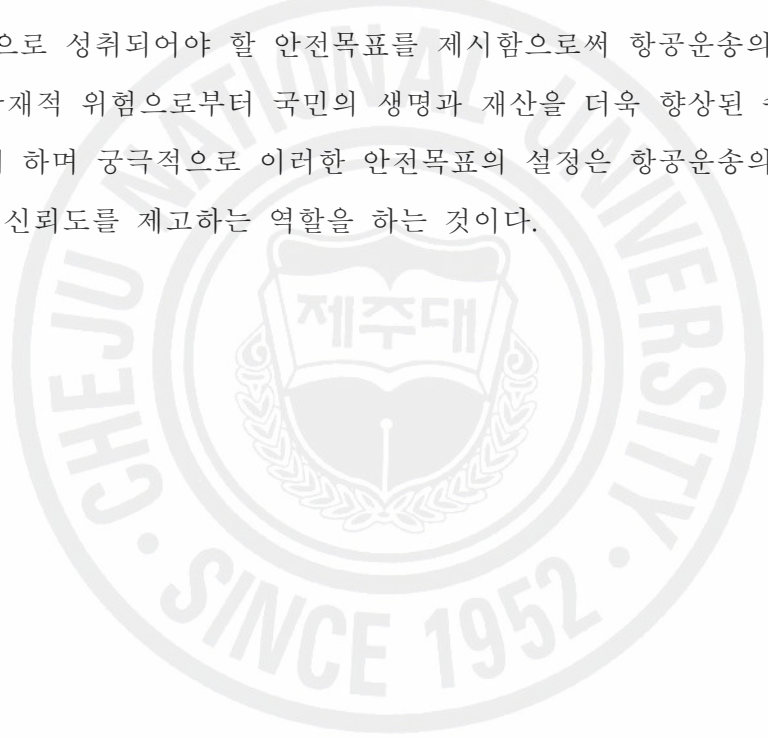 으로 성취되어야 할 안전목표를 제시함으로써 항공운송의
재적 위험으로부터 국민의 생명과 재산을 더욱 향상된
하며 궁극적으로 이러한 안전목표의 설정은 항공운송의
신뢰도를 제고하는 역할을 하는 것이다.
CHEJU NATIONAL UNIVERSITY
제주대
SINCE 1952